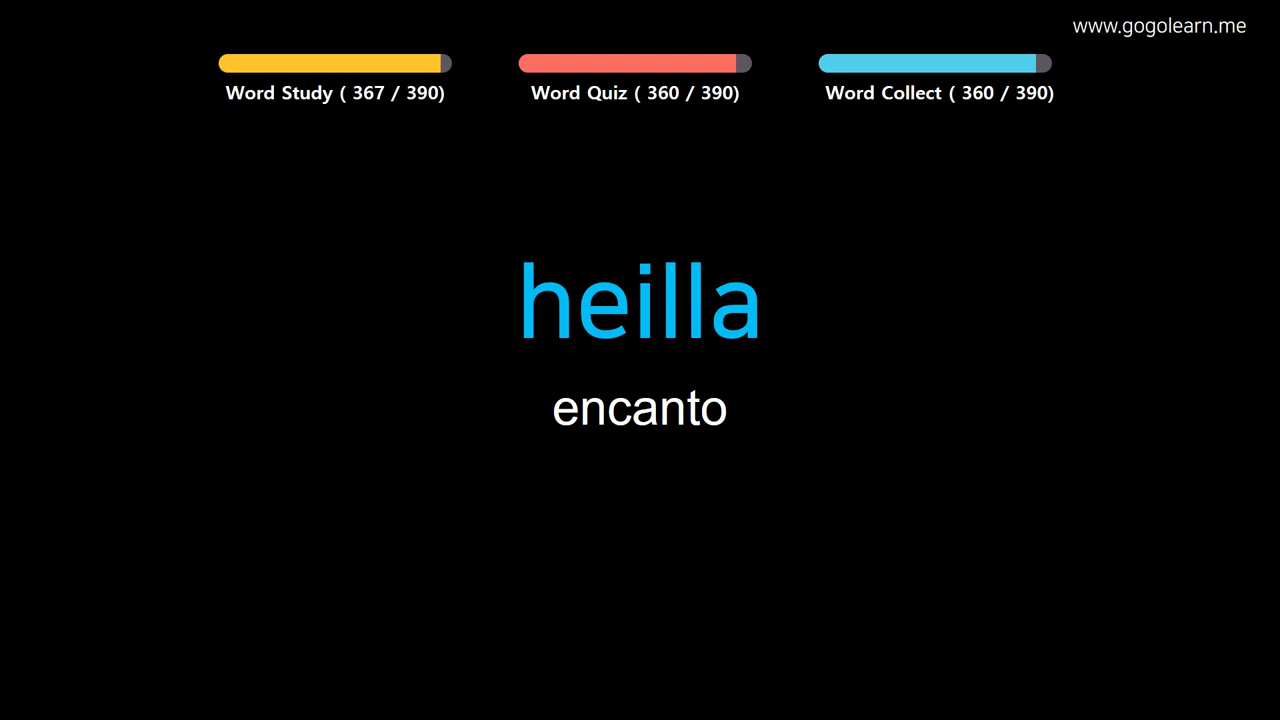 www.gogolearn.me
Word Study ( 367 / 390)
Word Quiz ( 360 / 390)
Word Collect ( 360 / 390)
heilla
encanto